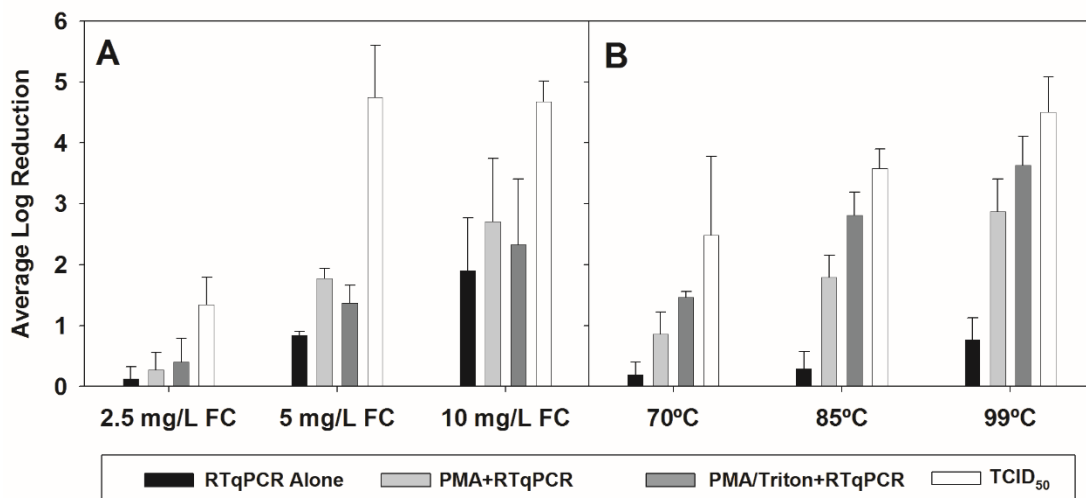 A
B
Average Log Reduction
6
5
4
3
2
1
0
2.5 mg/L FC 5 mg/L FC 10 mg/L FC 70ºC 85ºC 99ºC
RTqPCR Alone PMA+RTqPCR PMA/Triton+RTqPCR TCID50